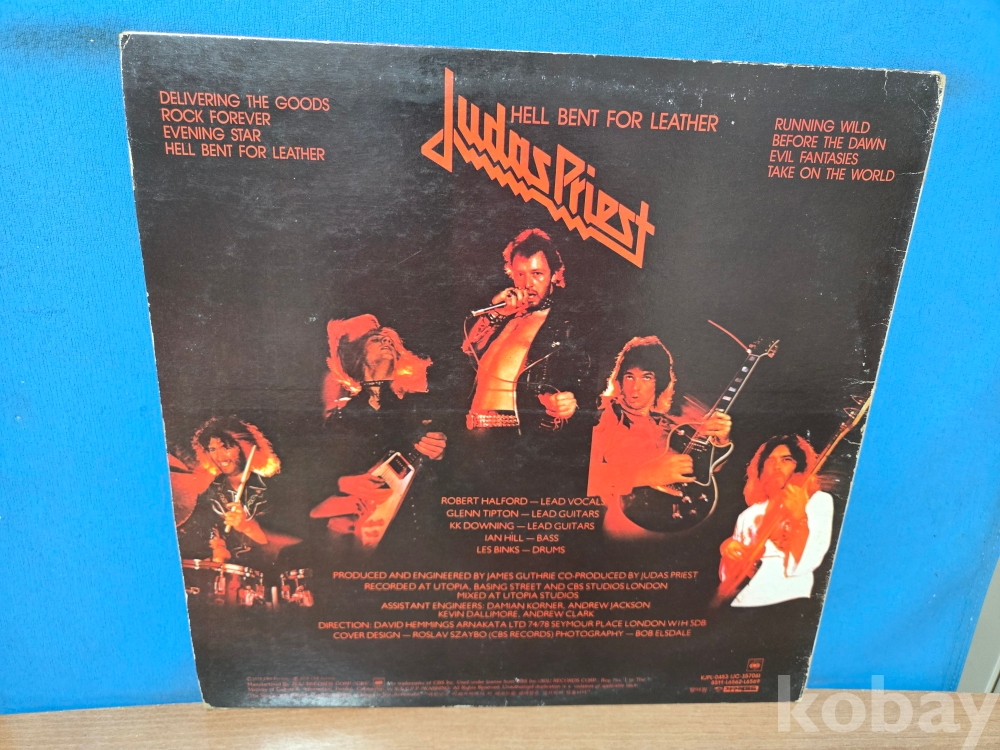 DELIVERING THE GOODS
ROCK FOREVER
EVENING STAR
HELL BENT FOR LEATHER
HELL BENT FOR LEATHER
Judas Priest
RUNNING WILD
BEFORE THE DAWN
EVIL FANTASIES
TAKE ON THE WORLD
ROBERT HALFORD — LEAD VOCAL
GLENN TIPTON — LEAD GUITARS
KK DOWNING — LEAD GUITARS
IAN HILL — BASS
LES BINKS — DRUMS
PRODUCED AND ENGINEERED BY JAMES GUTHRIE CO-PRODUCED BY JUDAS PRIEST
RECORDED AT UTOPIA, BASING STREET AND CBS STUDIOS LONDON
MIXED AT UTOPIA STUDIOS
ASSISTANT ENGINEERS: DAMIAN KORNER, ANDREW JACKSON
KEVIN DALLIMORE, ANDREW CLARK
DIRECTION: DAVID HEMMINGS ARNAKATA LTD 74/78 SEYMOUR PLACE LONDON W1H 5DB
COVER DESIGN — ROSLAV SZAYBO (CBS RECORDS) PHOTOGRAPHY — BOB ELSDALE
KJPL-0453
kobay